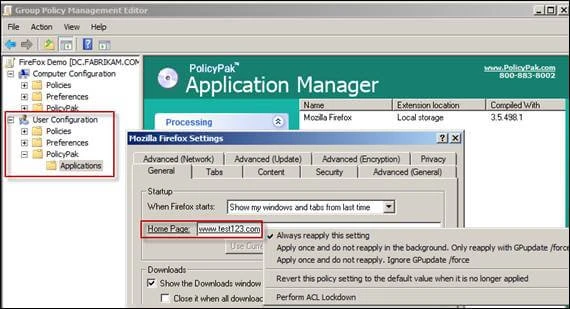 Group Policy Management Editor
File Action View Help
FireFox Demo [DC.FABRIKAM.COM
Computer Configuration
Policies
Preferences
PolicyPak
User Configuration
Policies
Preferences
PolicyPak
Applications
PolicyPak™
Application Manager
www.PolicyPak.com
800-883-8002
Processing
Name Extension location Compiled With
Mozilla Firefox Local storage 3.5.498.1
Mozilla Firefox Settings
Advanced (Network) Advanced (Update) Advanced (Encryption) Privacy
General Tabs Content Security Advanced (General)
Startup
When Firefox starts: Show my windows and tabs from last time
Home Page: www.test123.com
Use Curr
Always reapply this setting
Apply once and do not reapply in the background. Only reapply with GPupdate /force
Apply once and do not reapply. Ignore GPupdate /force
Revert this policy setting to the default value when it is no longer applied
Perform ACL Lockdown
Downloads
Show the Downloads window
Close it when all download